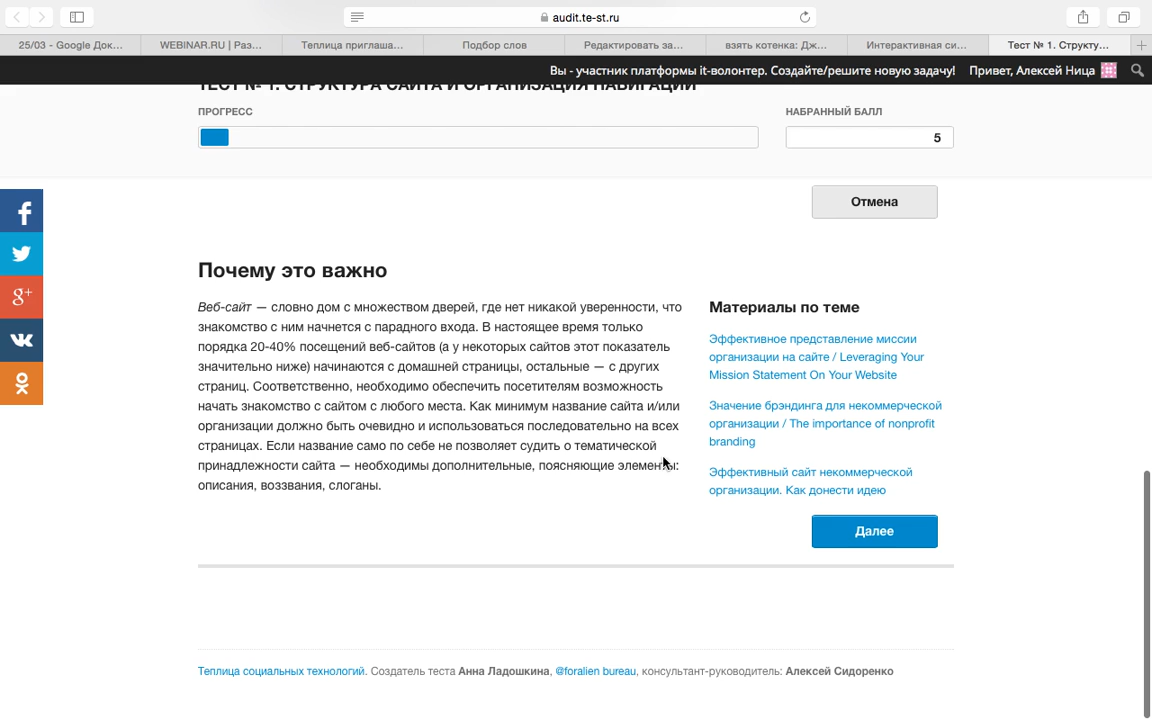 audit.te-st.ru
25/03 - Google Док...
WEBINAR.RU | Раз...
Теплица приглаша...
Подбор слов
Редактировать за...
взять котенка: Дж...
Интерактивная си...
Тест № 1. Структу...
Вы - участник платформы it-волонтер. Создайте/решите новую задачу!
Привет, Алексей Ница
ТЕСТ № 1. СТРУКТУРА САЙТА И ОРГАНИЗАЦИЯ НАВИГАЦИИ
ПРОГРЕСС
НАБРАННЫЙ БАЛЛ
5
Отмена
Почему это важно
Веб-сайт — словно дом с множеством дверей, где нет никакой уверенности, что
знакомство с ним начнется с парадного входа. В настоящее время только
порядка 20-40% посещений веб-сайтов (а у некоторых сайтов этот показатель
значительно ниже) начинаются с домашней страницы, остальные — с других
страниц. Соответственно, необходимо обеспечить посетителям возможность
начать знакомство с сайтом с любого места. Как минимум название сайта и/или
организации должно быть очевидно и использоваться последовательно на всех
страницах. Если название само по себе не позволяет судить о тематической
принадлежности сайта — необходимы дополнительные, поясняющие элементы:
описания, воззвания, слоганы.
Материалы по теме
Эффективное представление миссии
организации на сайте / Leveraging Your
Mission Statement On Your Website
Значение брэндинга для некоммерческой
организации / The importance of nonprofit
branding
Эффективный сайт некоммерческой
организации. Как донести идею
Далее
Теплица социальных технологий. Создатель теста Анна Ладошкина, @foralien bureau, консультант-руководитель: Алексей Сидоренко